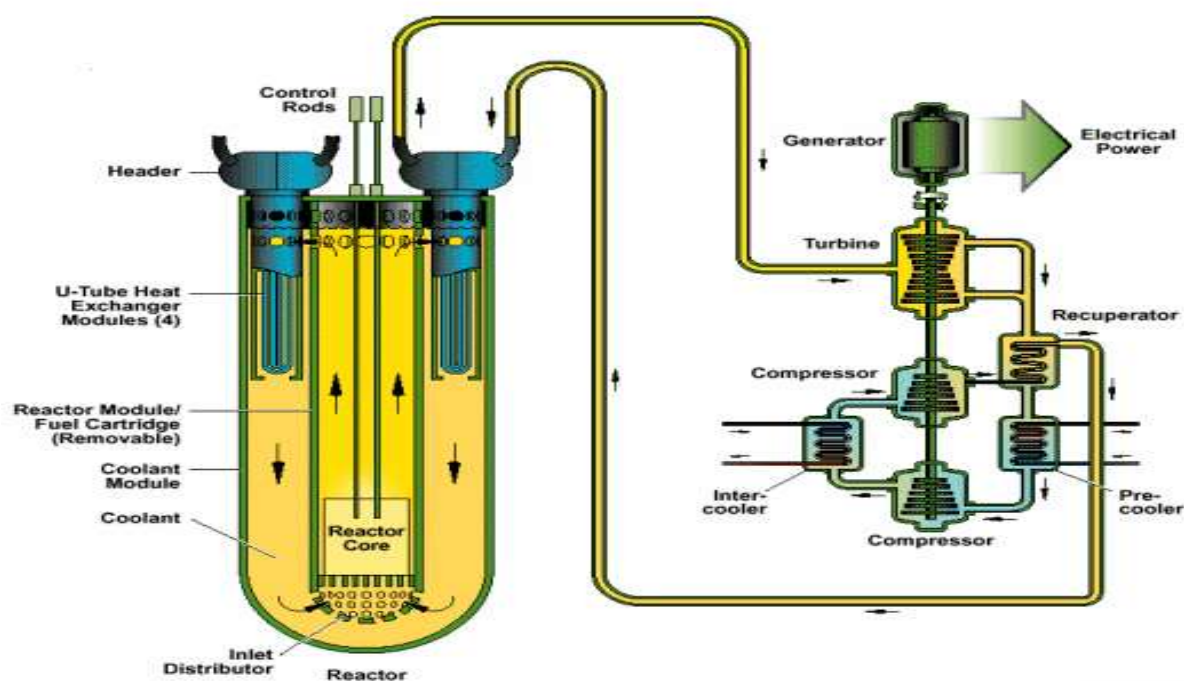 Control
Rods
Header
U-Tube Heat
Exchanger
Modules (4)
Reactor Module/
Fuel Cartridge
(Removable)
Coolant
Module
Coolant
Reactor
Core
Inlet
Distributor
Reactor
Generator
Electrical
Power
Turbine
Recuperator
Compressor
Inter-
cooler
Pre-
cooler
Compressor